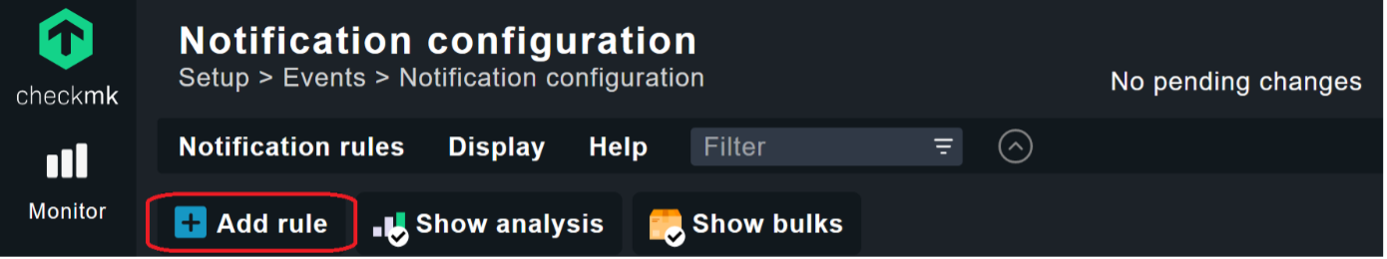 Notification configuration
Setup > Events > Notification configuration
No pending changes
checkmk
Notification rules Display Help Filter
Monitor
Add rule Show analysis Show bulks